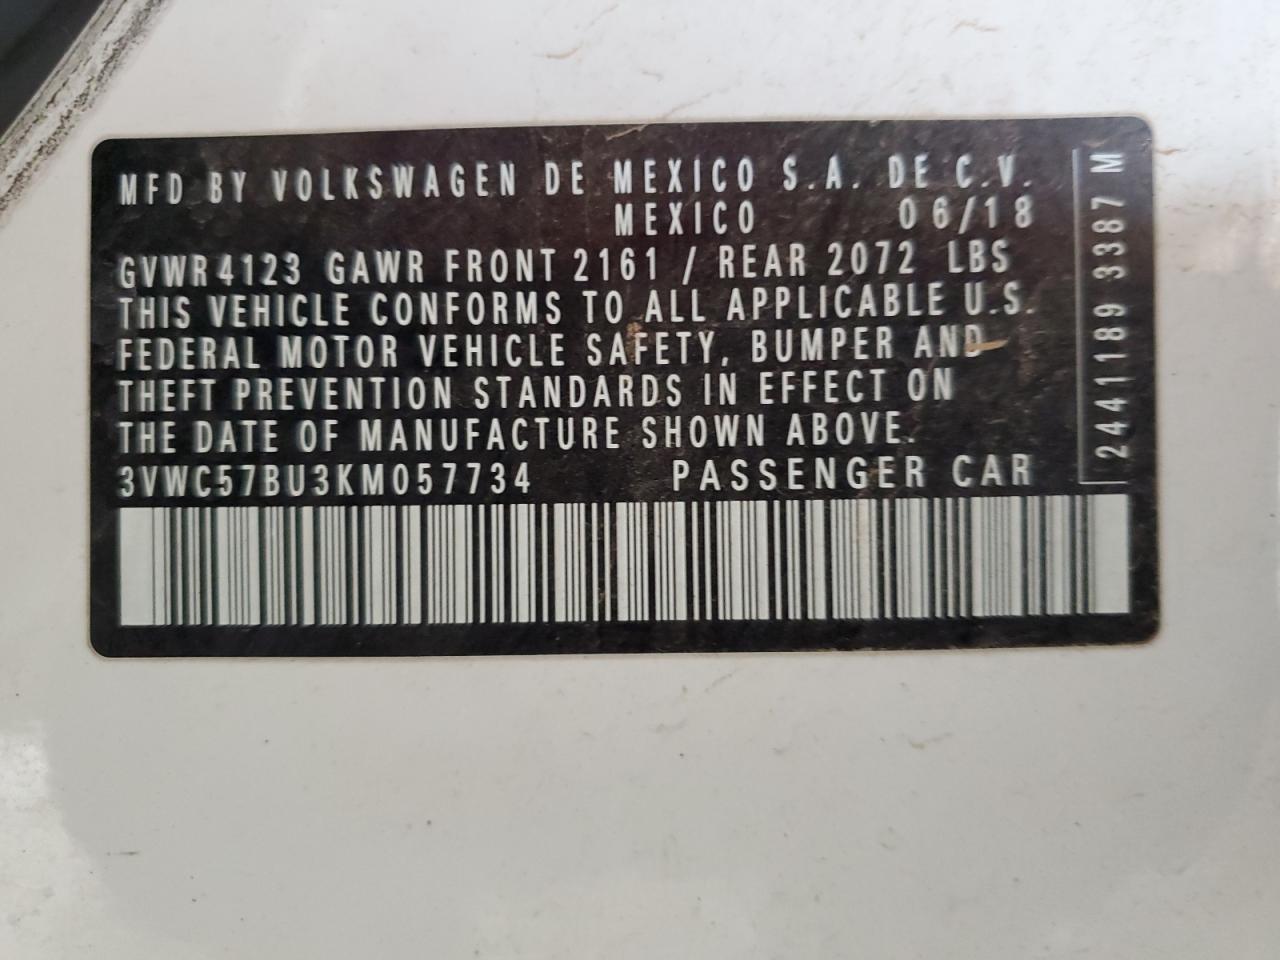 MFD BY VOLKSWAGEN DE MEXICO S.A. DE C.V.
MEXICO 06/18
GVWR 4123 GAWR FRONT 2161 / REAR 2072 LBS
THIS VEHICLE CONFORMS TO ALL APPLICABLE U.S.
FEDERAL MOTOR VEHICLE SAFETY, BUMPER AND
THEFT PREVENTION STANDARDS IN EFFECT ON
THE DATE OF MANUFACTURE SHOWN ABOVE.
3VWC57BU3KM057734 PASSENGER CAR
2441189 3387 M